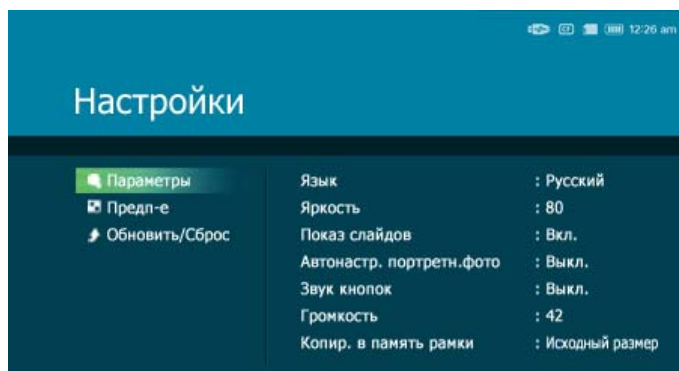 12:26 am
Настройки
Параметры
Предп-е
Обновить/Сброс
Язык : Русский
Яркость : 80
Показ слайдов : Вкл.
Автонастр. портретн.фото : Выкл.
Звук кнопок : Выкл.
Громкость : 42
Копир. в память рамки : Исходный размер